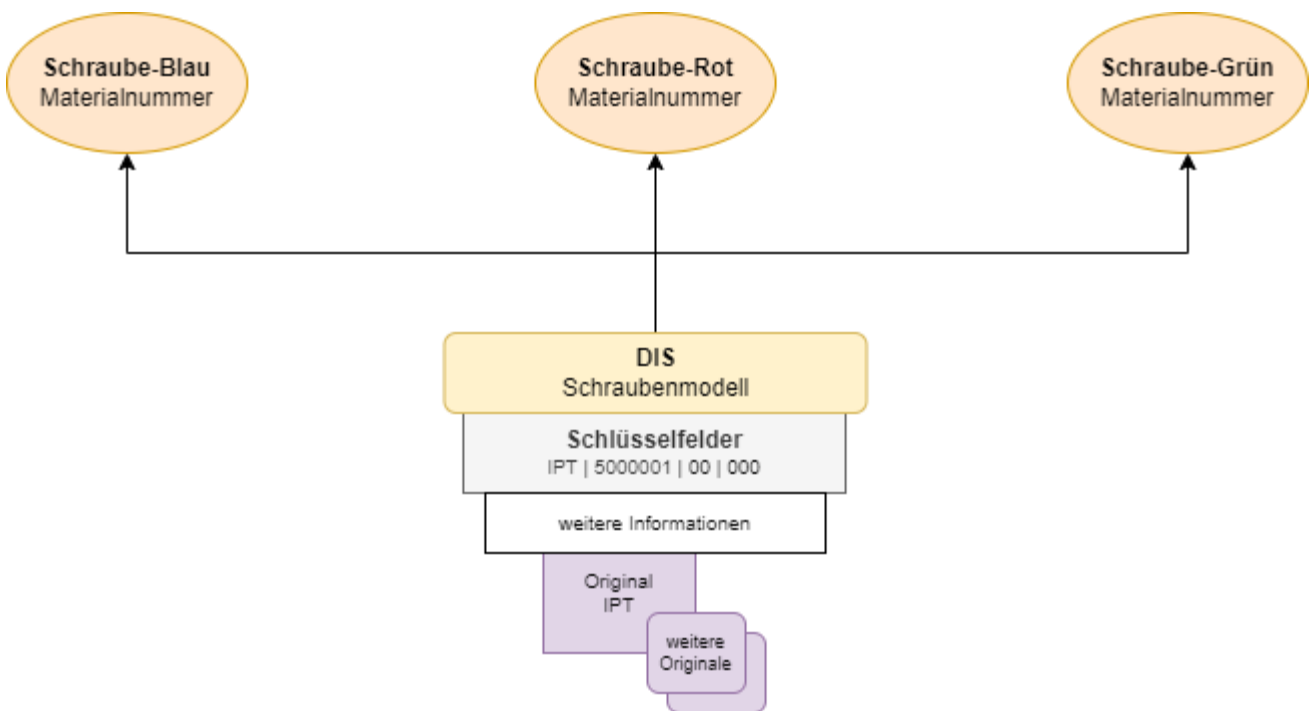 Schraube-Blau
Materialnummer
Schraube-Rot
Materialnummer
Schraube-Grün
Materialnummer
DIS
Schraubenmodell
Schlüsselfelder
IPT | 5000001 | 00 | 000
weitere Informationen
Original
IPT
weitere
Originale